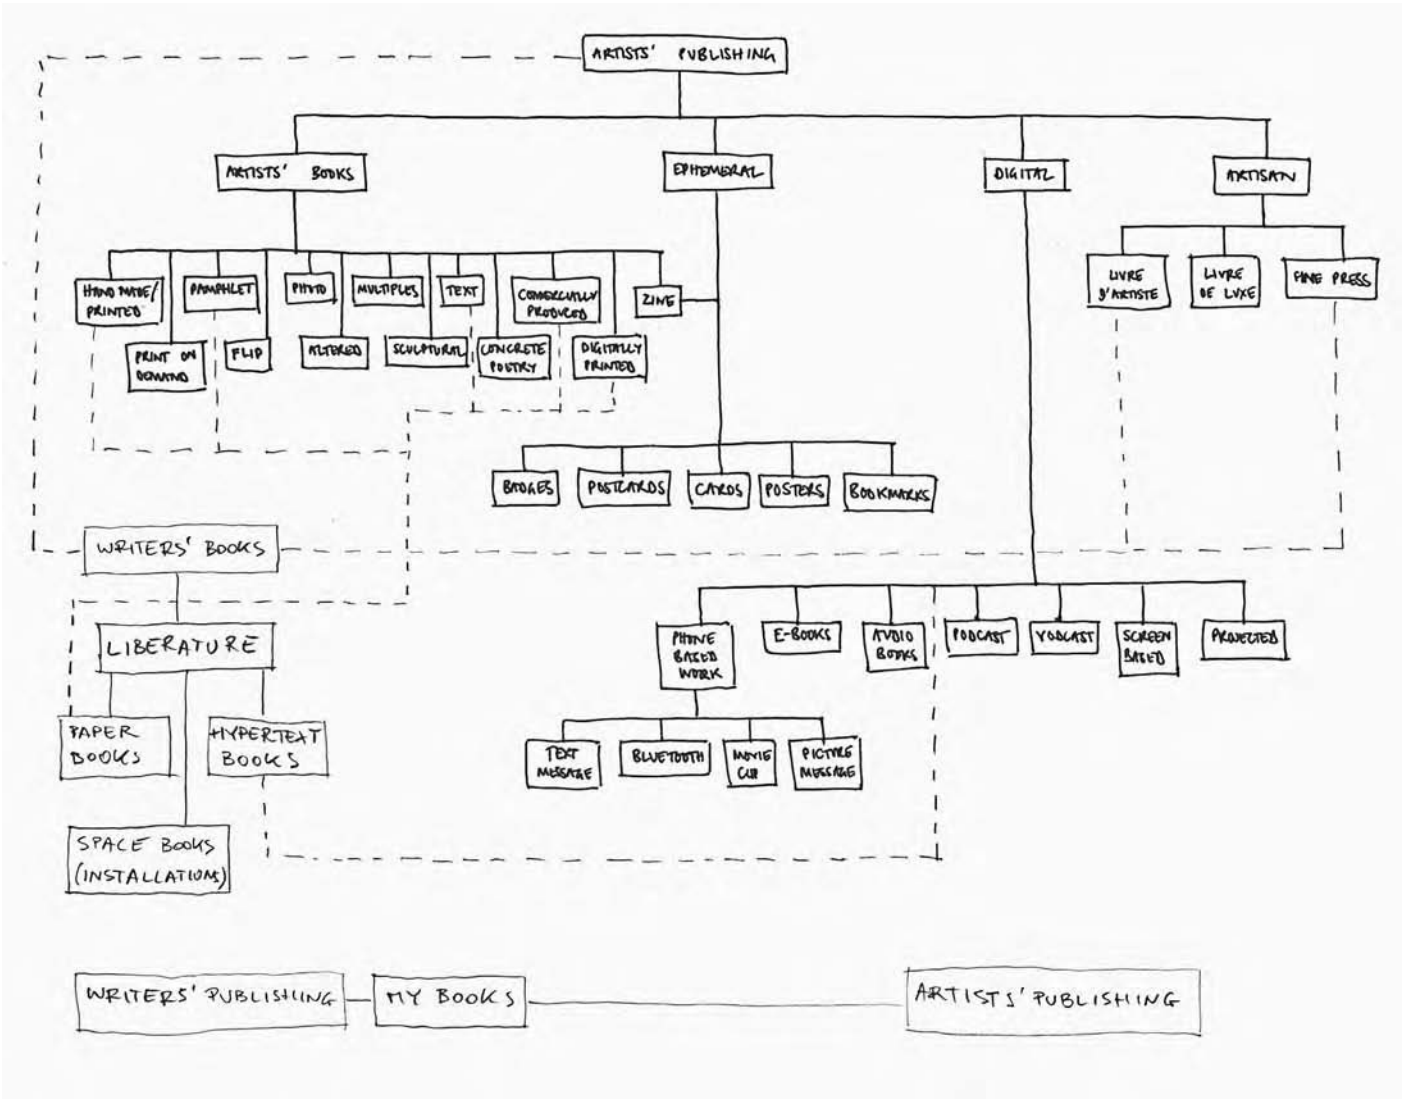 ARTISTS' PUBLISHING
ARTISTS' BOOKS
EPHEMERAL
DIGITAL
ARTISAN
HAND MADE/
PRINTED
PAMPHLET
PHOTO
MULTIPLES
TEXT
COMERCIALLY
PRODUCED
ZINE
LIVRE
D'ARTISTE
LIVRE
DE LUXE
FINE PRESS
PRINT ON
DEMAND
FLIP
ALTERED
SCULPTURAL
CONCRETE
POETRY
DIGITALLY
PRINTED
BADGES
POSTCARDS
CARDS
POSTERS
BOOKMARKS
WRITERS' BOOKS
LIBERATURE
PHONE
BASED
WORK
E-BOOKS
AUDIO
BOOKS
PODCAST
VODCAST
SCREEN
BASED
PROJECTED
PAPER
BOOKS
HYPERTEXT
BOOKS
TEXT
MESSAGE
BLUETOOTH
MOVIE
CLIP
PICTURE
MESSAGE
SPACE BOOKS
(INSTALLATIONS)
WRITERS' PUBLISHING
MY BOOKS
ARTISTS' PUBLISHING